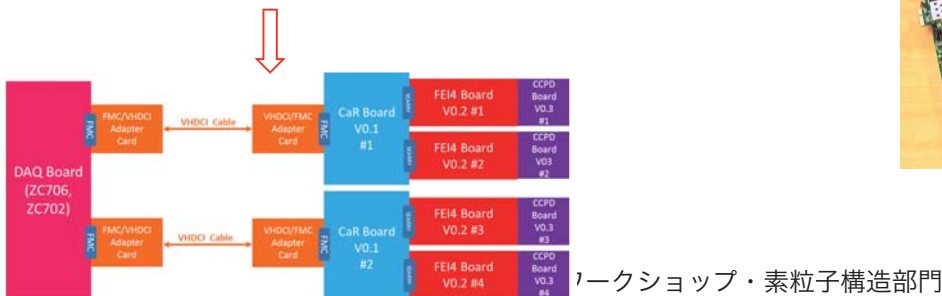 DAQ Board
(ZC706,
ZC702)
FMC
FMC/VHDCI
Adapter
Card
VHDCI Cable
VHDCI/FMC
Adapter
Card
FMC
CaR Board
V0.1
#1
FEI4 Board
V0.2 #1
CCPD
Board
V0.3
#1
FEI4 Board
V0.2 #2
CCPD
Board
V03
#2
FMC
FMC/VHDCI
Adapter
Card
VHDCI Cable
VHDCI/FMC
Adapter
Card
FMC
CaR Board
V0.1
#2
FEI4 Board
V0.2 #3
CCPD
Board
V0.3
#3
FEI4 Board
V0.2 #4
CCPD
Board
V0.3
#4
ークショップ・素粒子構造部門